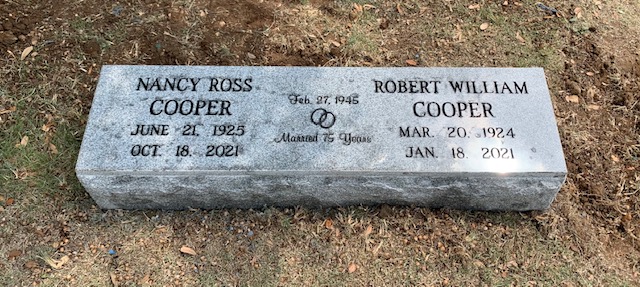 NANCY ROSS
COOPER
JUNE 21, 1925
OCT. 18, 2021
Feb. 27, 1945
Married 75 Years
ROBERT WILLIAM
COOPER
MAR. 20, 1924
JAN. 18, 2021